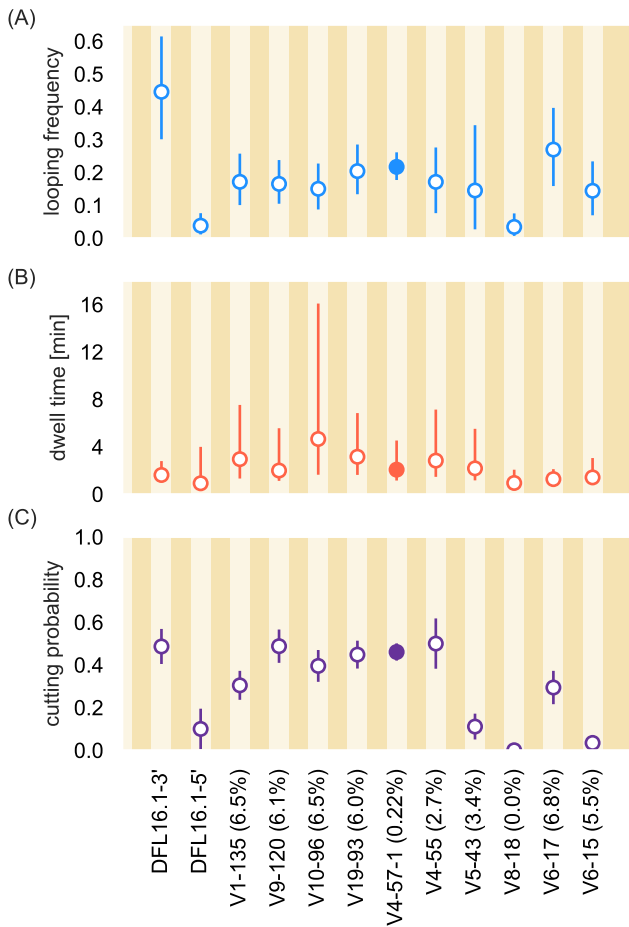 (A)
looping frequency
0.6
0.5
0.4
0.3
0.2
0.1
0.0
(B)
dwell time [min]
16
12
8
4
0
(C)
cutting probability
1.0
0.8
0.6
0.4
0.2
0.0
DFL16.1-3'
DFL16.1-5'
V1-135 (6.5%)
V9-120 (6.1%)
V10-96 (6.5%)
V19-93 (6.0%)
V4-57-1 (0.22%)
V4-55 (2.7%)
V5-43 (3.4%)
V8-18 (0.0%)
V6-17 (6.8%)
V6-15 (5.5%)